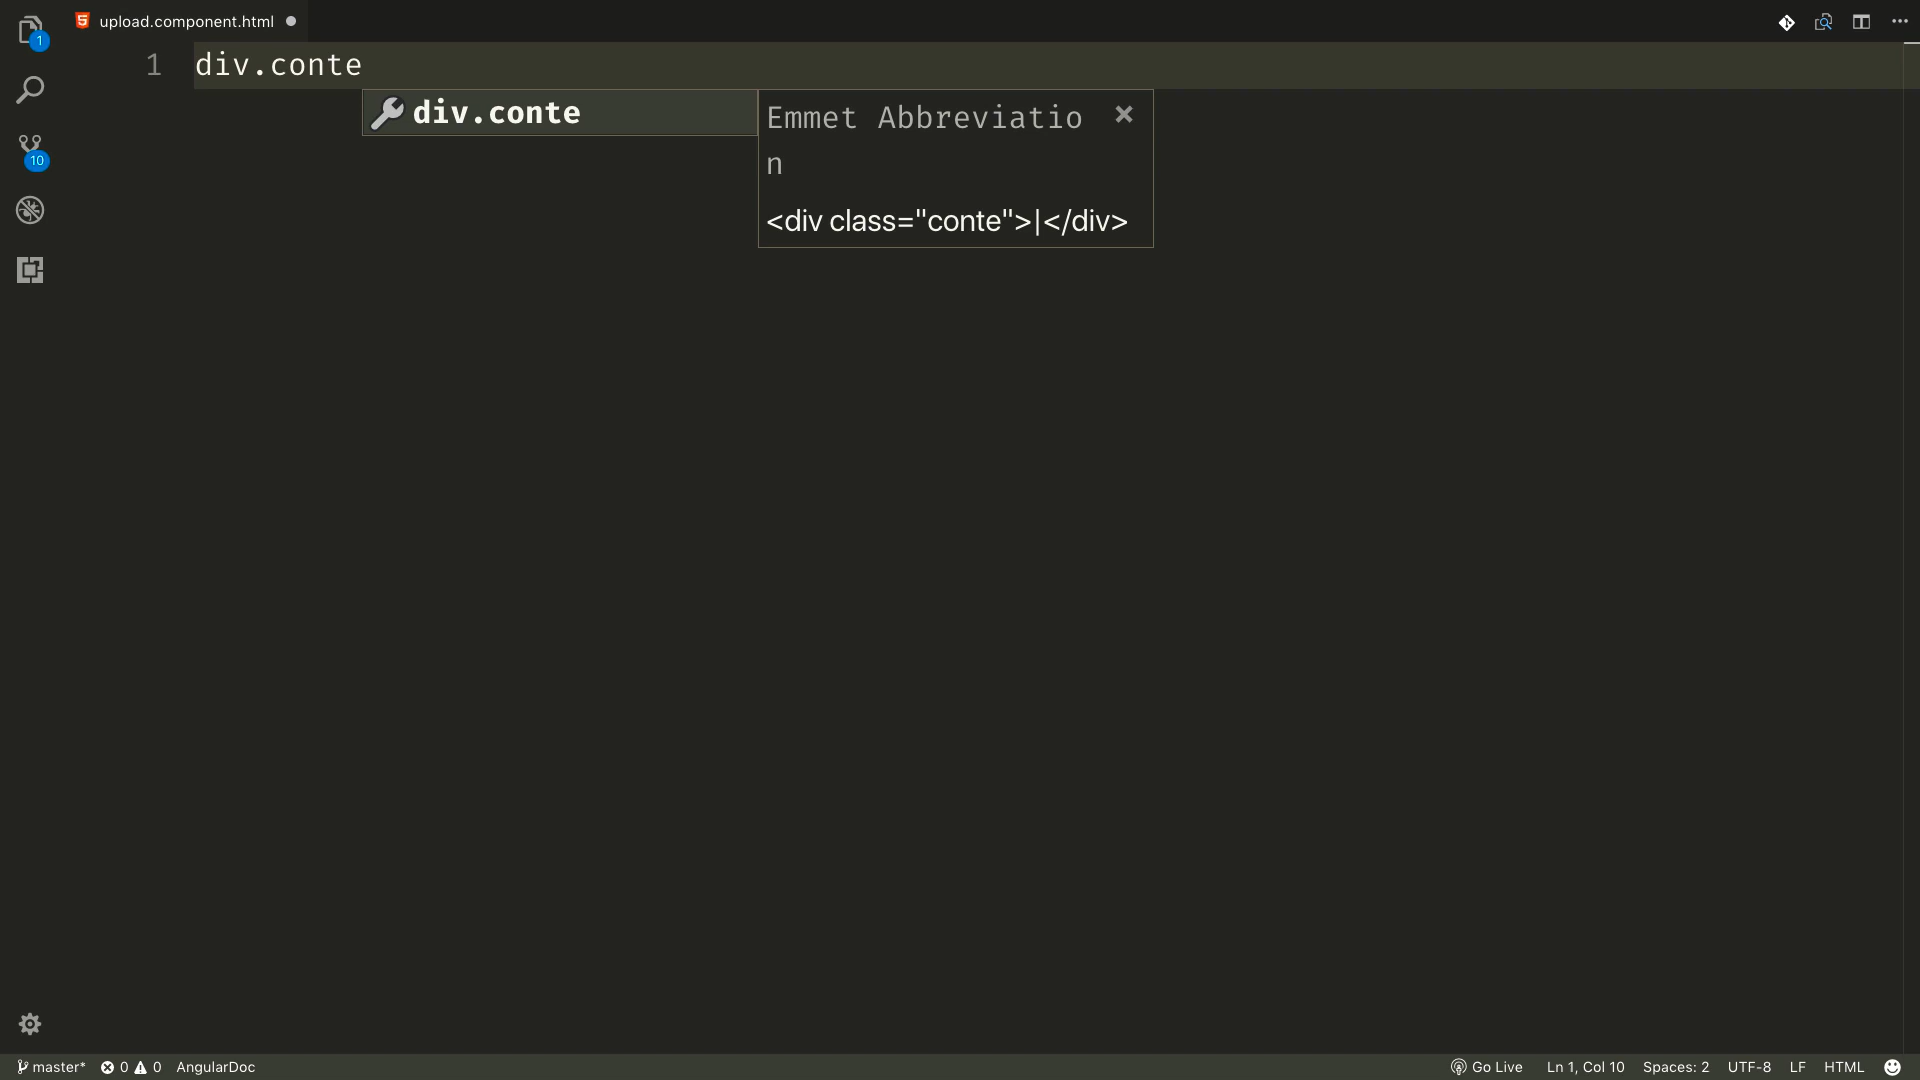 upload.component.html
1
1 div.conte
div.conte
Emmet Abbreviatio
n
<div class="conte">|</div>
10
master* 0 0 AngularDoc Go Live Ln 1, Col 10 Spaces: 2 UTF-8 LF HTML